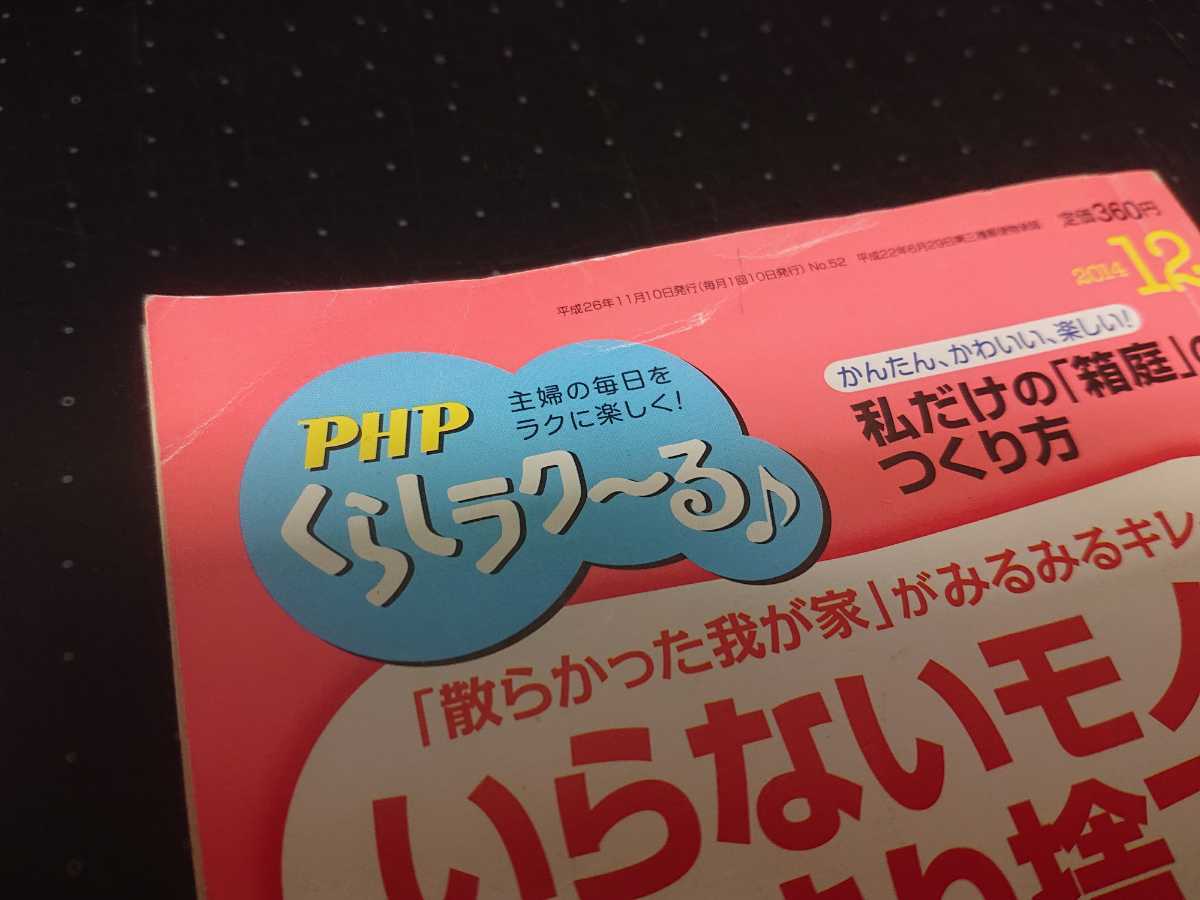 定価360円
平成26年11月10日発行(毎月1回10日発行) No.52 平成22年6月29日第三種郵便物承認
2014 12
主婦の毎日を
ラクに楽しく!
PHP
くらしラク〜る♪
かんたん、かわいい、楽しい!
私だけの「箱庭」の
つくり方
「散らかった我が家」がみるみるキレ
いらないモノ
り捨て